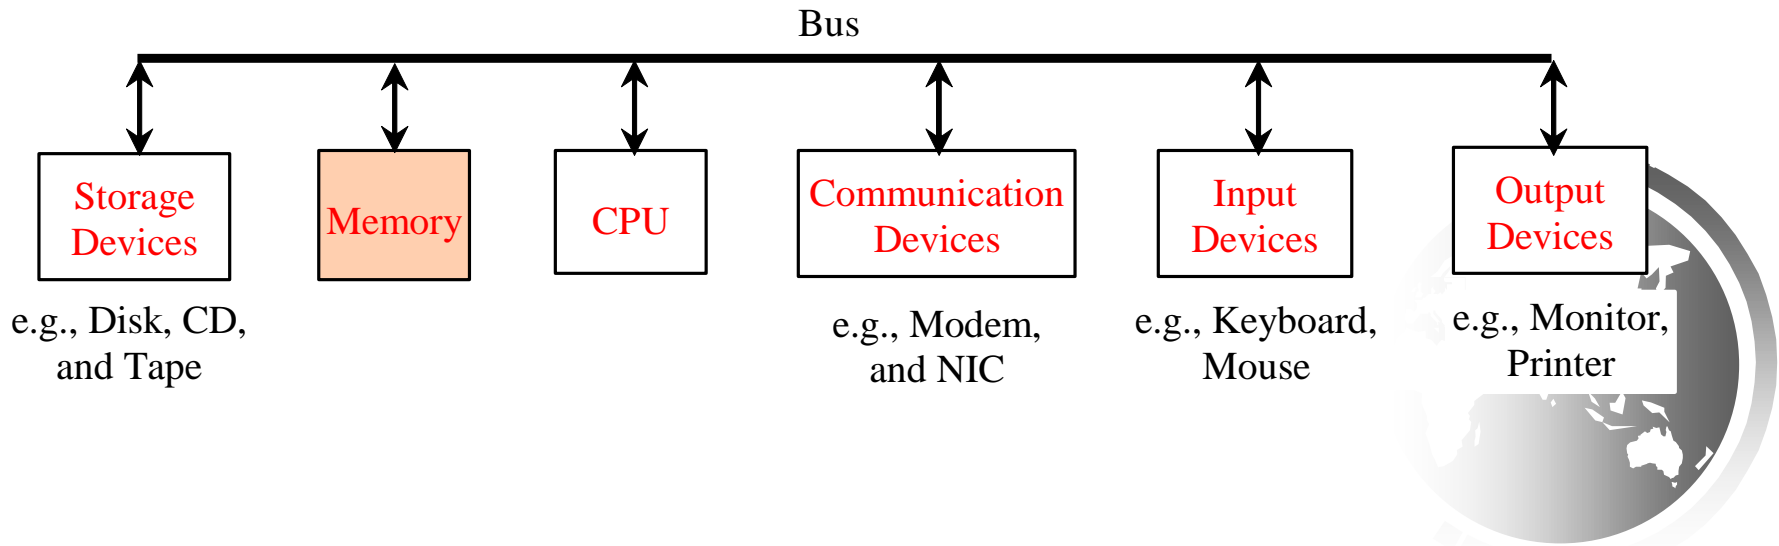 Bus
Storage
Devices
Memory
CPU
Communication
Devices
Input
Devices
Output
Devices
e.g., Disk, CD,
and Tape
e.g., Modem,
and NIC
e.g., Keyboard,
Mouse
e.g., Monitor,
Printer